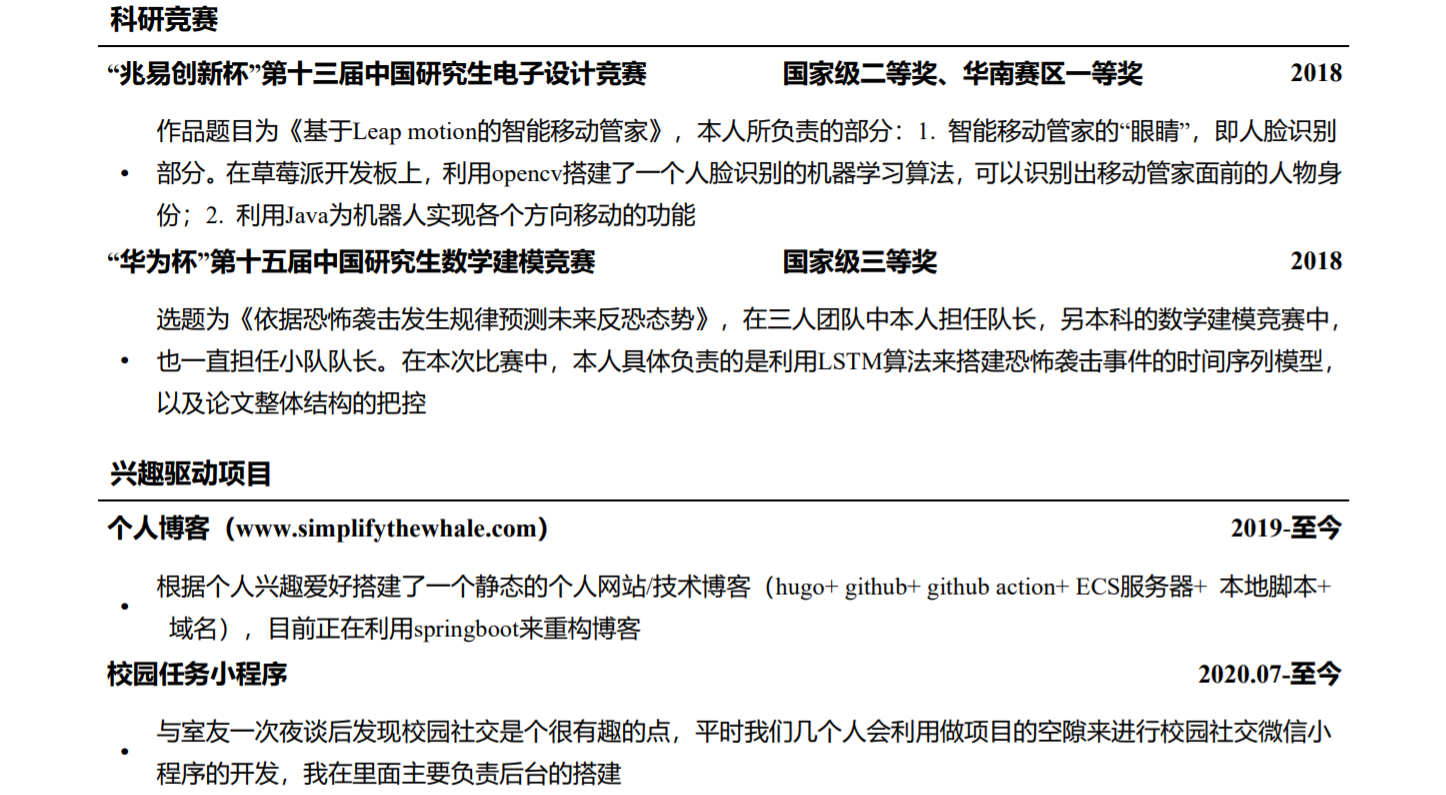 科研竞赛
“兆易创新杯”第十三届中国研究生电子设计竞赛 国家级二等奖、华南赛区一等奖 2018
作品题目为《基于Leap motion的智能移动管家》，本人所负责的部分：1. 智能移动管家的“眼睛”，即人脸识别
• 部分。在草莓派开发板上，利用opencv搭建了一个人脸识别的机器学习算法，可以识别出移动管家面前的人物身
份；2. 利用Java为机器人实现各个方向移动的功能
“华为杯”第十五届中国研究生数学建模竞赛 国家级三等奖 2018
选题为《依据恐怖袭击发生规律预测未来反恐态势》，在三人团队中本人担任队长，另本科的数学建模竞赛中，
• 也一直担任小队队长。在本次比赛中，本人具体负责的是利用LSTM算法来搭建恐怖袭击事件的时间序列模型，
以及论文整体结构的把控
兴趣驱动项目
个人博客（www.simplifythewhale.com） 2019-至今
• 根据个人兴趣爱好搭建了一个静态的个人网站/技术博客（hugo+ github+ github action+ ECS服务器+ 本地脚本+
域名），目前正在利用springboot来重构博客
校园任务小程序 2020.07-至今
• 与室友一次夜谈后发现校园社交是个很有趣的点，平时我们几个人会利用做项目的空隙来进行校园社交微信小
程序的开发，我在里面主要负责后台的搭建